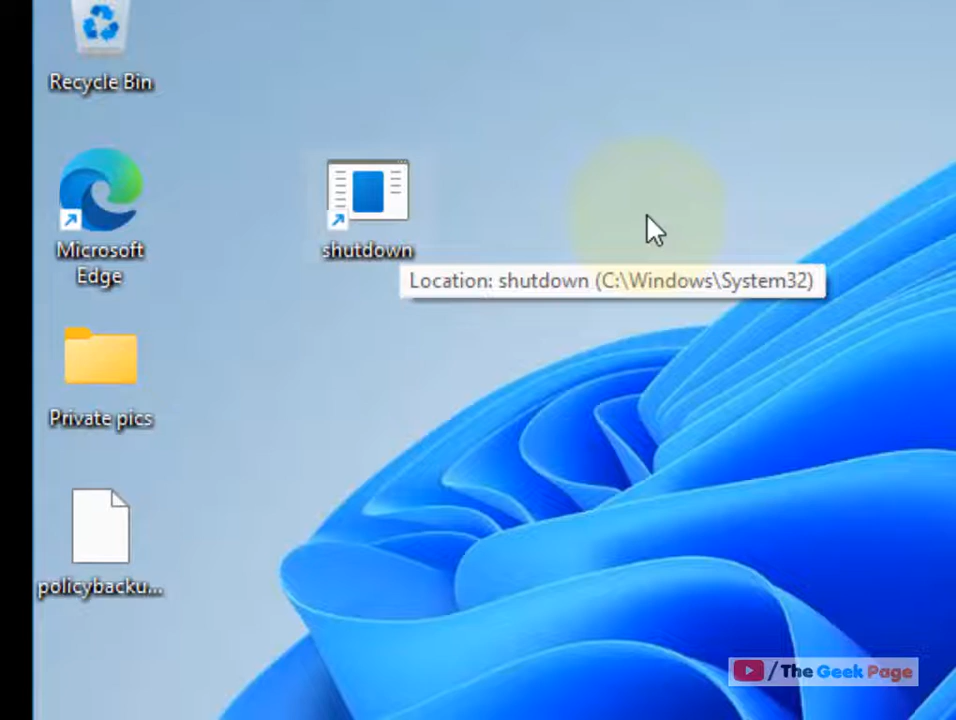 Recycle Bin
shutdown
Location: shutdown (C:\Windows\System32)
Microsoft
Edge
Private pics
policybacku...
/ The Geek Page